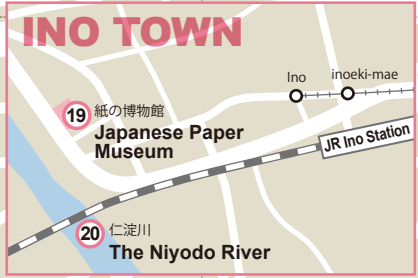 INO TOWN
Ino
inoeki-mae
19
紙の博物館
Japanese Paper
Museum
JR Ino Station
20
仁淀川
The Niyodo River